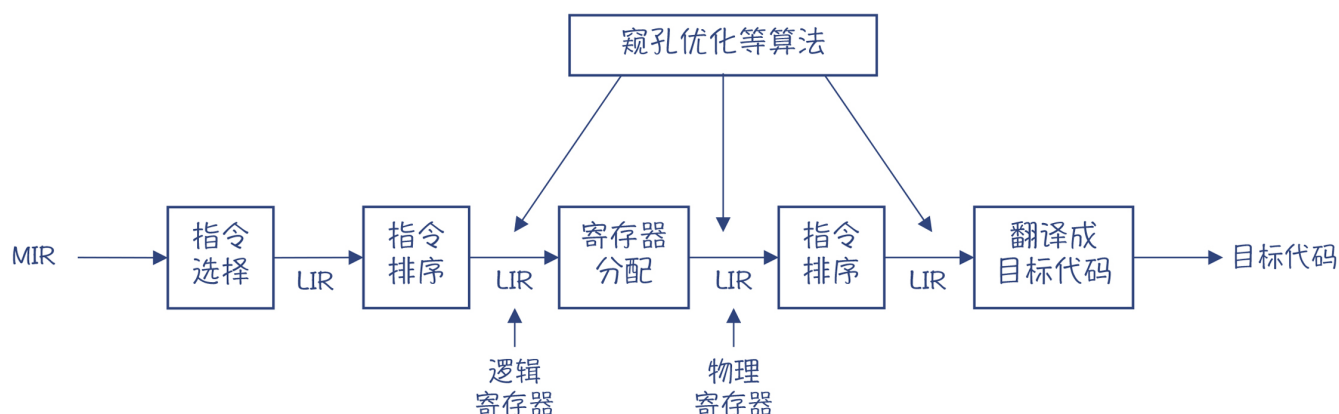 窥孔优化等算法
MIR
指令
选择
LIR
指令
排序
LIR
寄存器
分配
LIR
指令
排序
LIR
翻译成
目标代码
目标代码
逻辑
寄存器
物理
寄存器